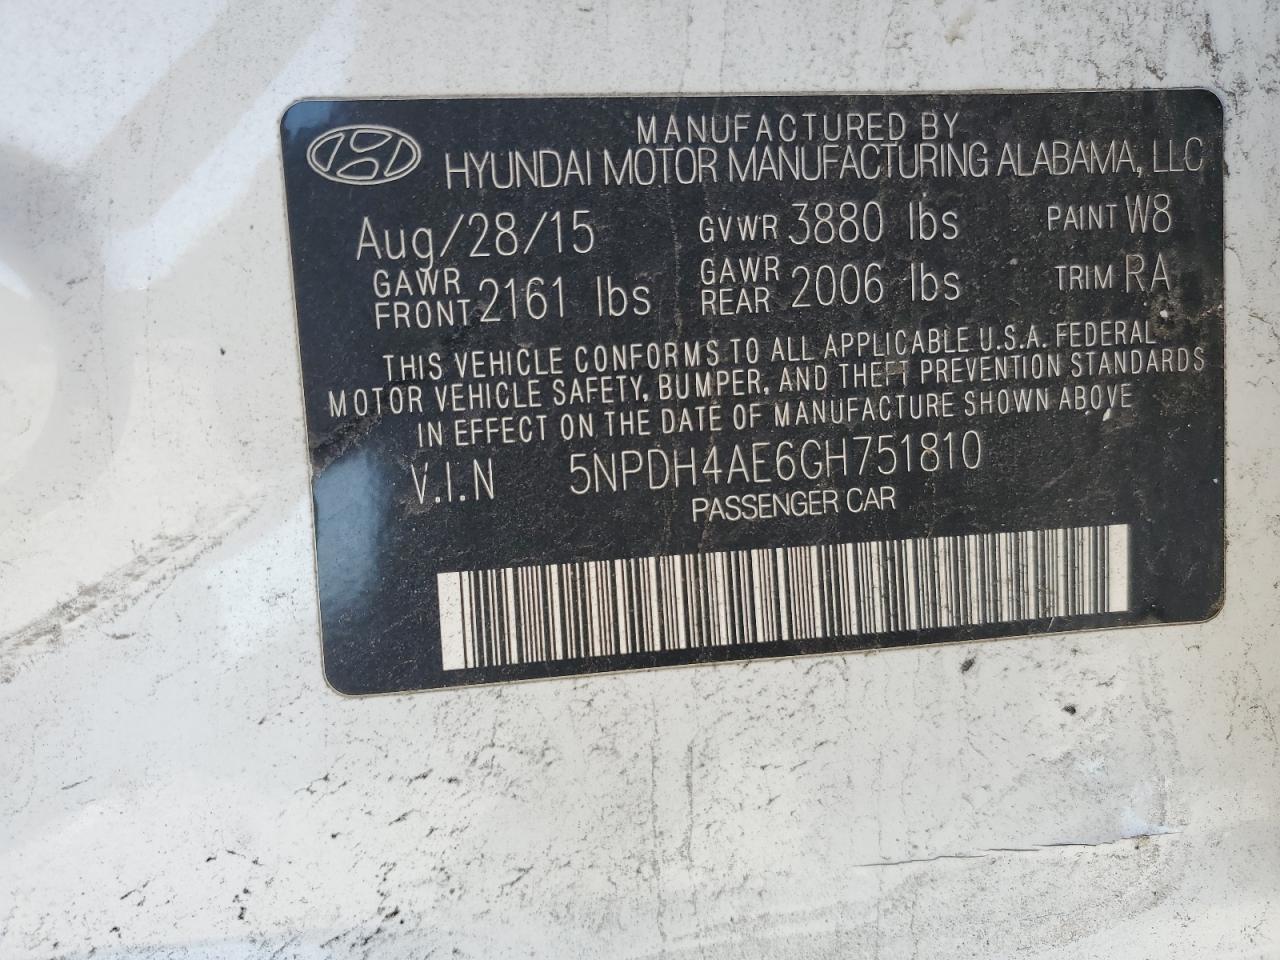 MANUFACTURED BY
HYUNDAI MOTOR MANUFACTURING ALABAMA, LLC
Aug/28/15 GVWR 3880 lbs PAINT W8
GAWR FRONT 2161 lbs GAWR REAR 2006 lbs TRIM RA
THIS VEHICLE CONFORMS TO ALL APPLICABLE U.S.A. FEDERAL
MOTOR VEHICLE SAFETY, BUMPER, AND THEFT PREVENTION STANDARDS
IN EFFECT ON THE DATE OF MANUFACTURE SHOWN ABOVE
V.I.N 5NPDH4AE6GH751810
PASSENGER CAR